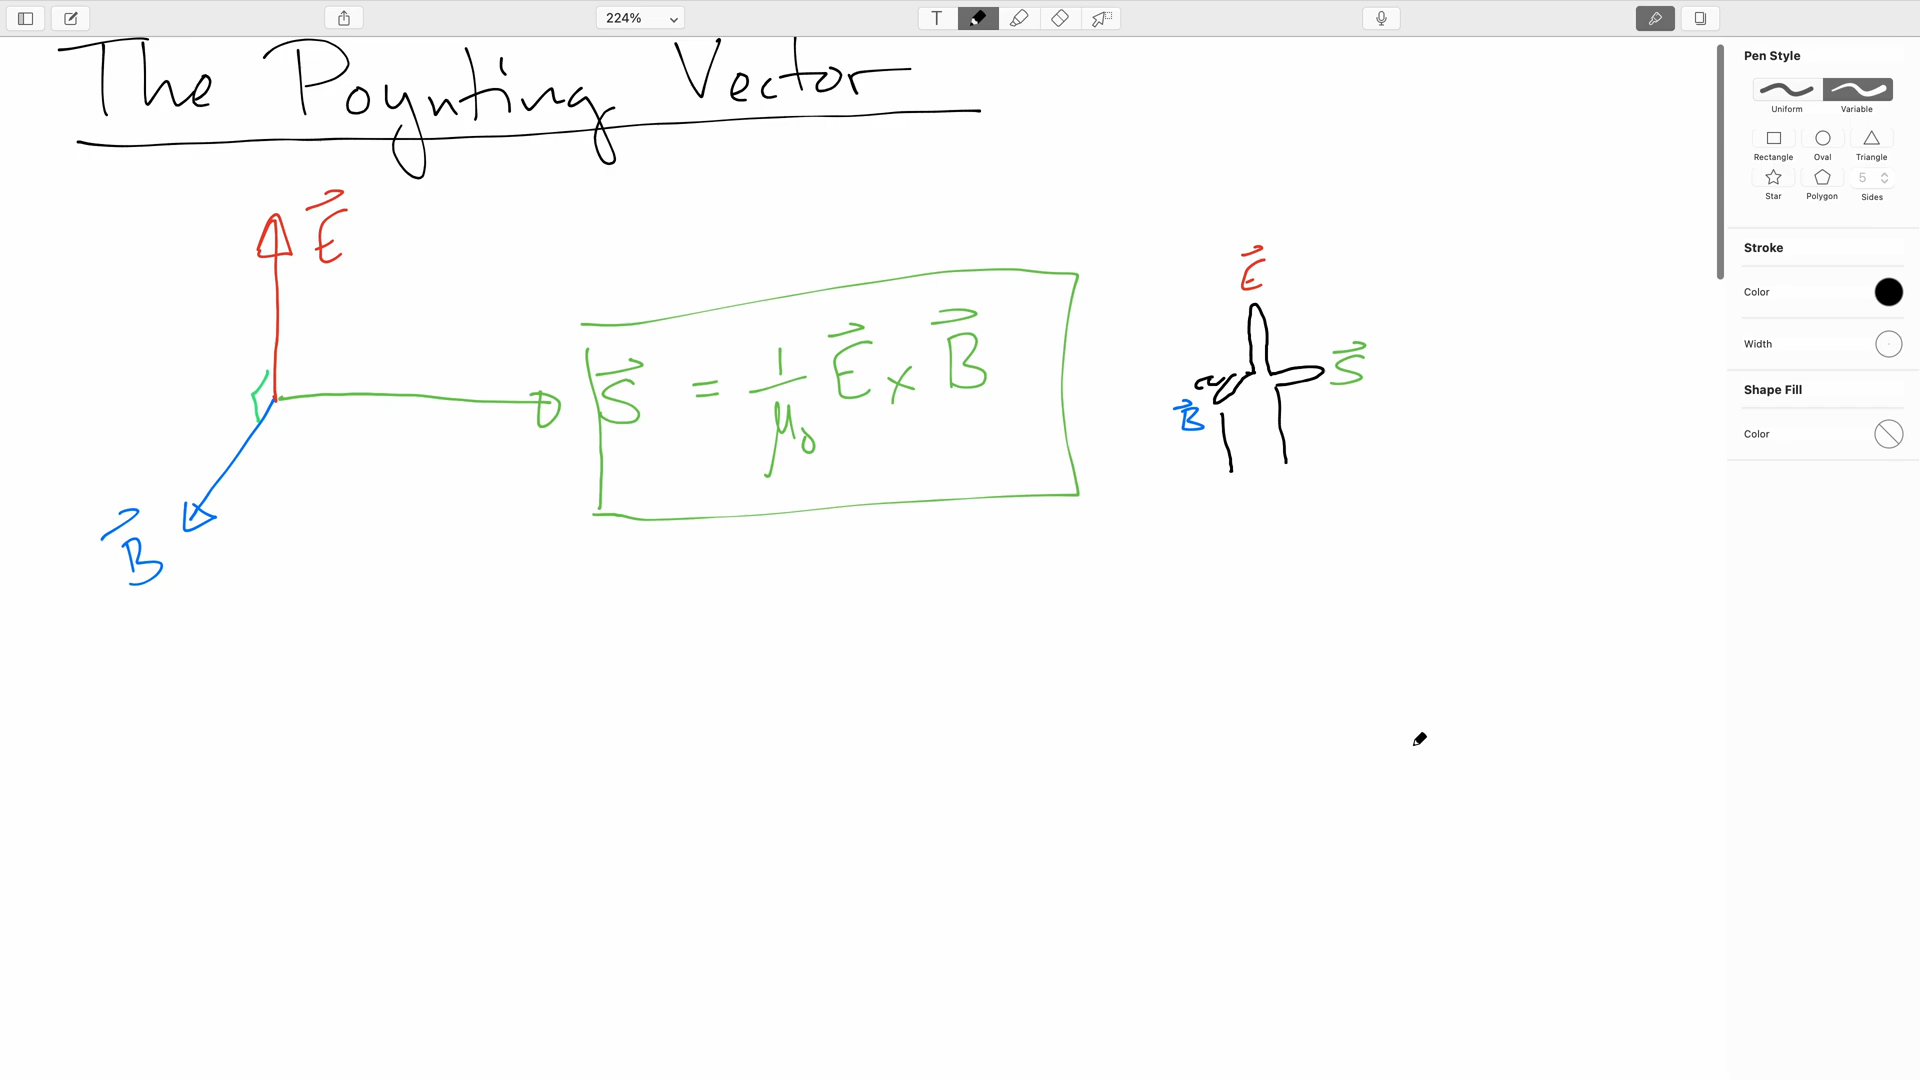 224%
T
The Poynting Vector
E
S = 1/μ0 E × B
B
E
S
B
Pen Style
Uniform Variable
Rectangle Oval Triangle
5
Star Polygon Sides
Stroke
Color
Width
Shape Fill
Color